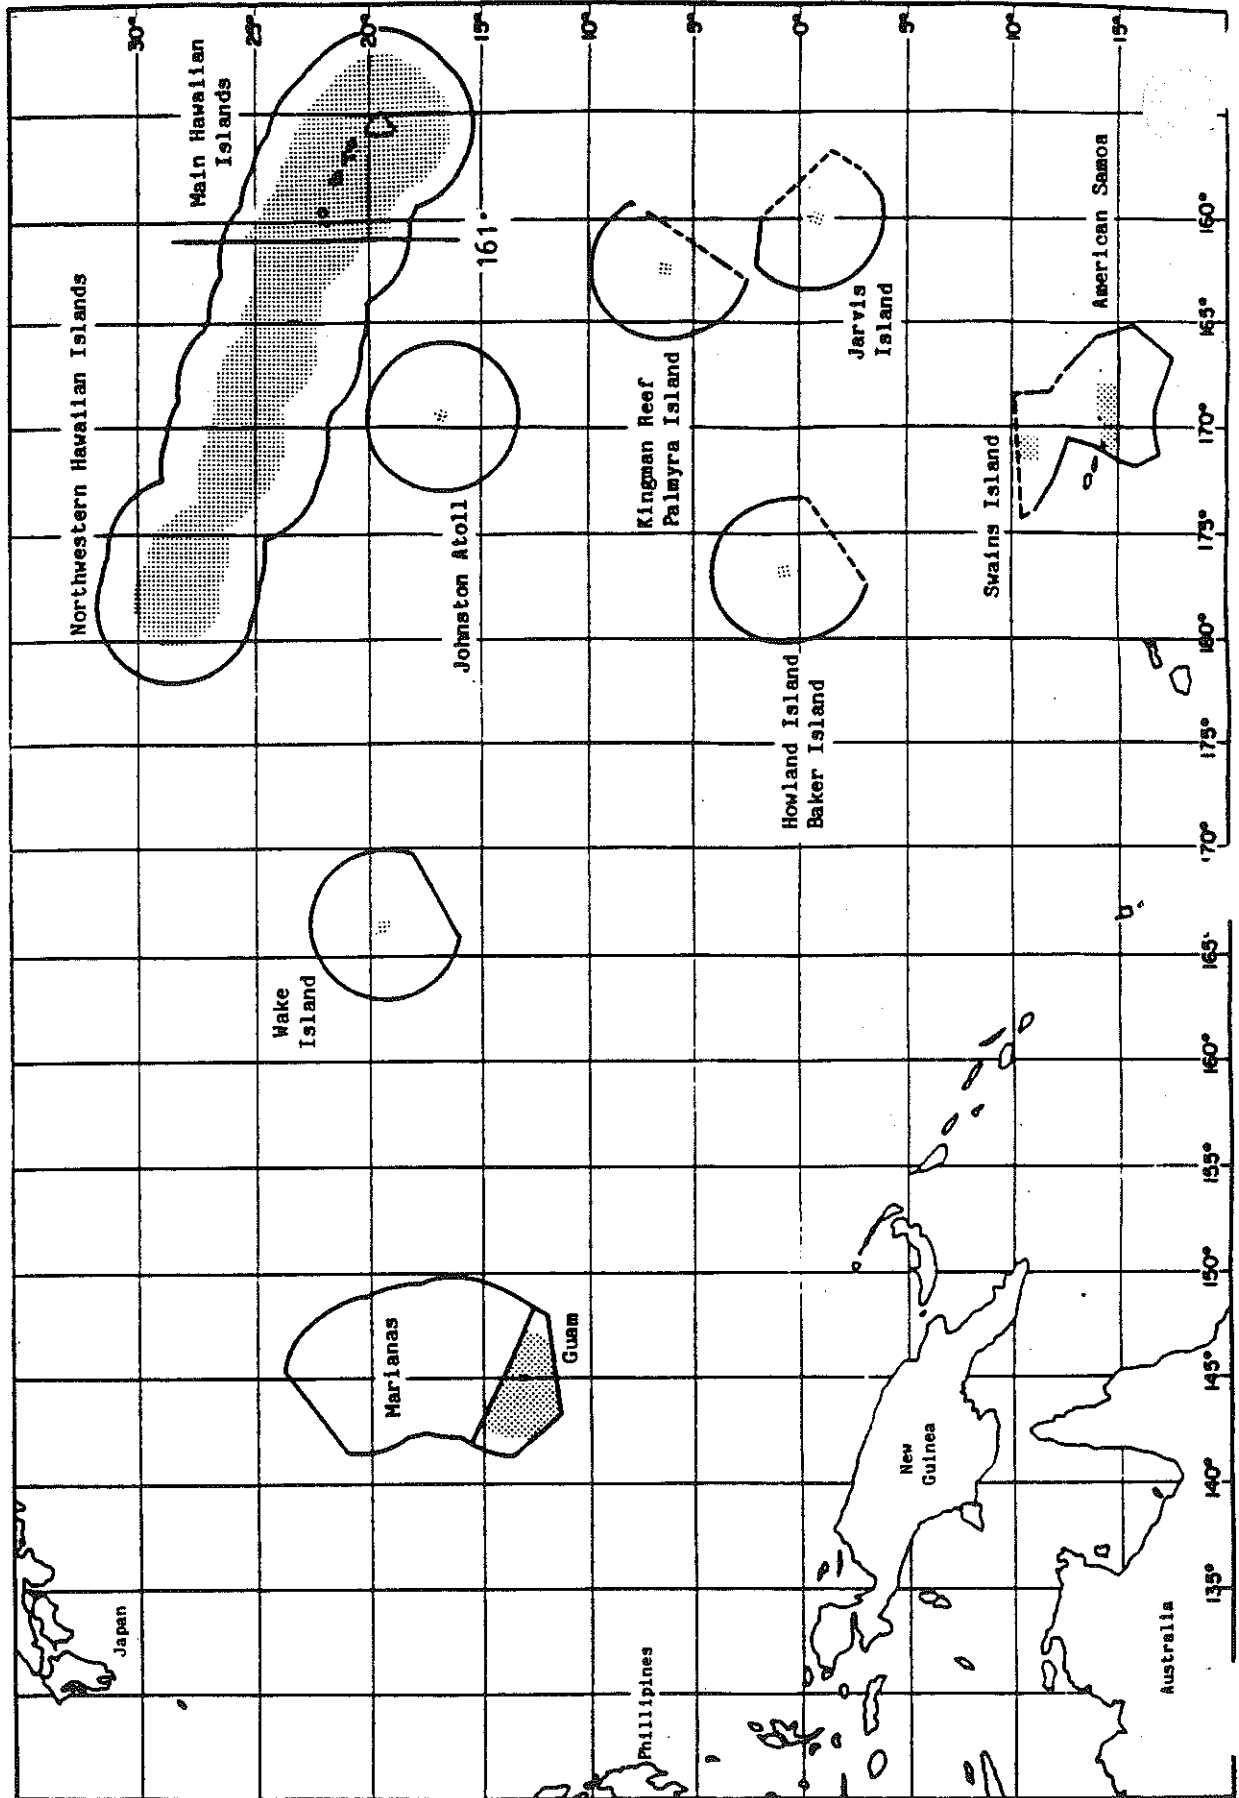 Northwestern Hawaiian Islands
Main Hawaiian
Islands
161°
Johnston Atoll
Wake
Island
Marianas
Guam
Japan
Phillipines
Kingman Reef
Palmyra Island
Howland Island
Baker Island
Jarvis
Island
Swains Island
American Samoa
New
Guinea
Australia
30°
25°
20°
15°
10°
5°
0°
5°
10°
15°
135°
140°
145°
150°
155°
160°
165°
170°
175°
180°
175°
170°
165°
160°